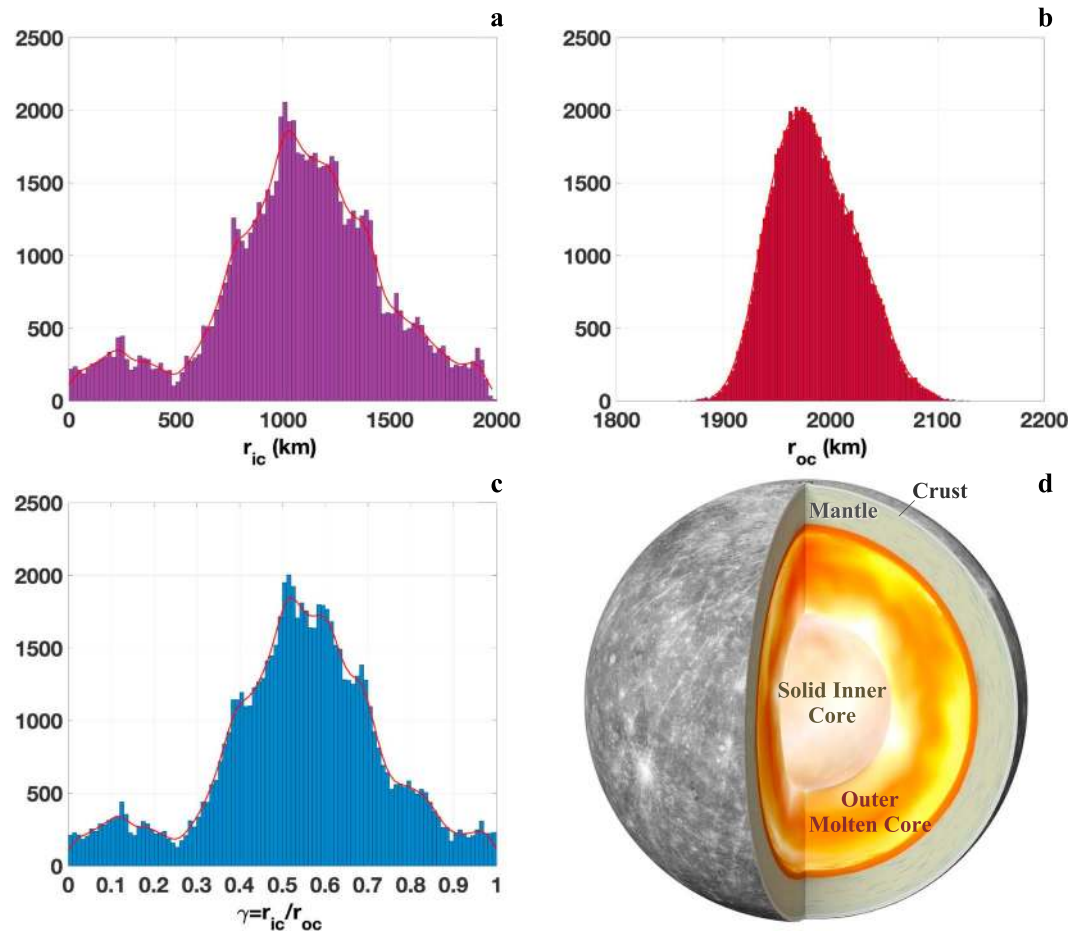 a
2500
2000
1500
1000
500
0
0 500 1000 1500 2000
r_ic (km)
b
2500
2000
1500
1000
500
0
1800 1900 2000 2100 2200
r_oc (km)
c
2500
2000
1500
1000
500
0
0 0.1 0.2 0.3 0.4 0.5 0.6 0.7 0.8 0.9 1
γ=r_ic/r_oc
d
Crust
Mantle
Solid Inner
Core
Outer
Molten Core